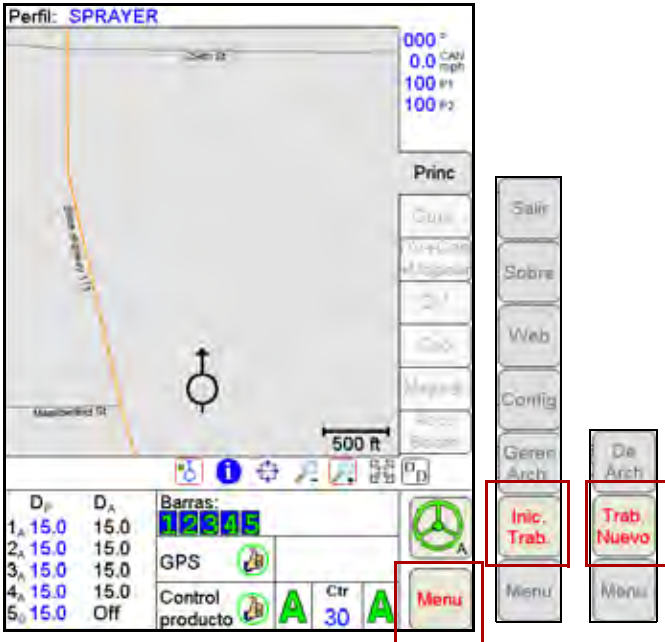 Perfil: SPRAYER
000 °
0.0 CAN mph
100 P1
100 P2
Princ
500 ft
DP DA
1A 15.0 15.0
2A 15.0 15.0
3A 15.0 15.0
4A 15.0 15.0
50 15.0 Off
Barras:
1 2 3 4 5
GPS
Control producto
A
Ctr
30
A
A
Menu
Salir
Sobre
Web
Config
Geren Arch
Inic. Trab.
Menu
De Arch
Trab Nuevo
Menu